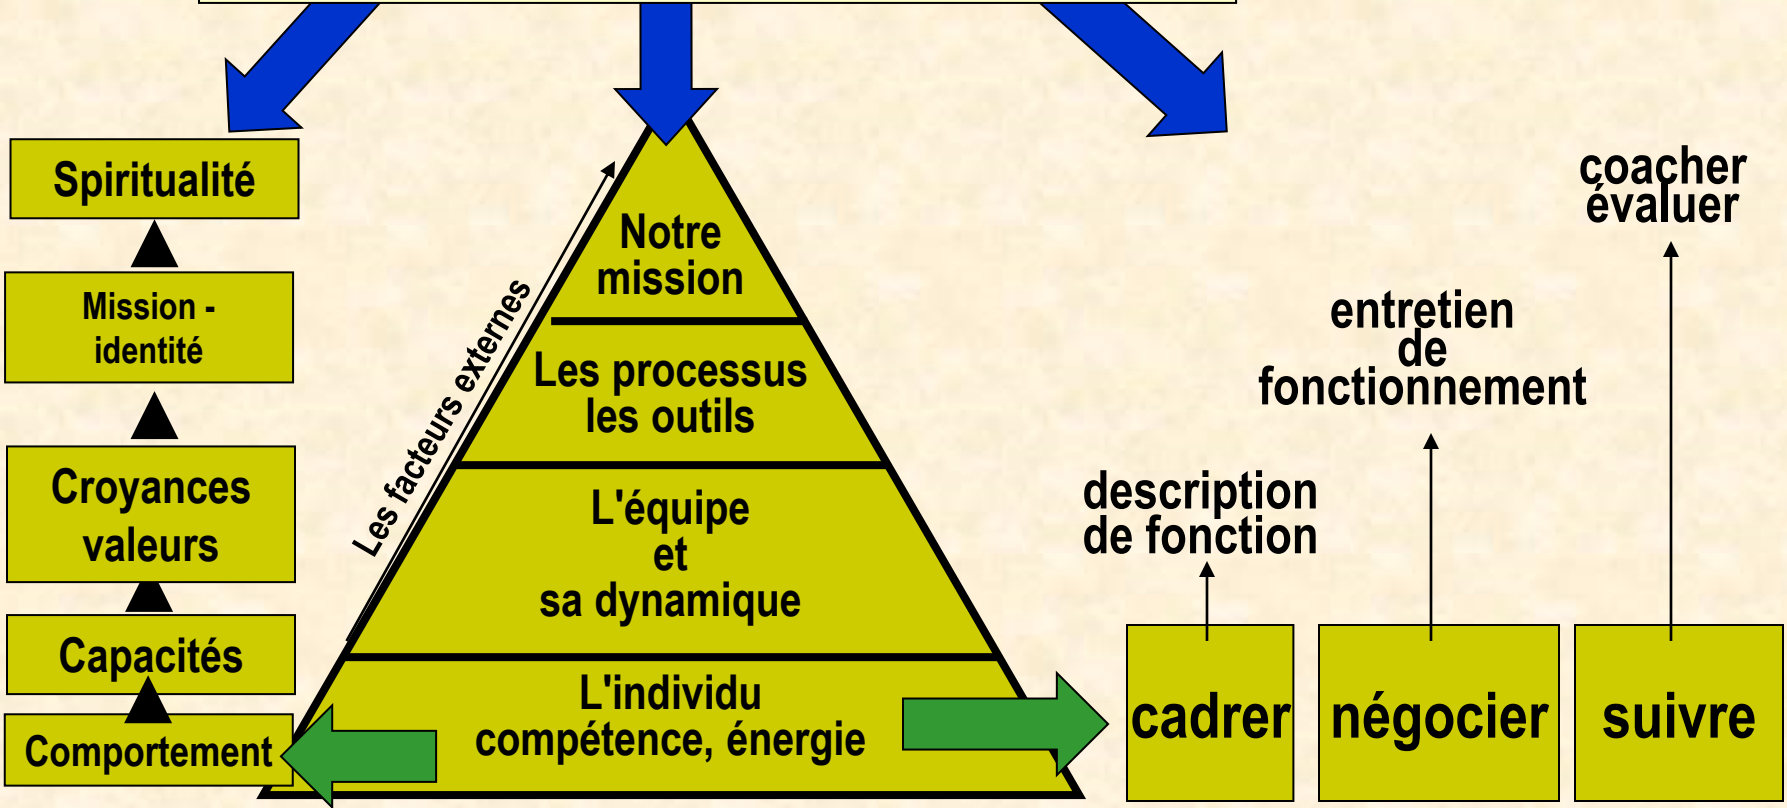 Spiritualité
Mission -
identité
Croyances
valeurs
Capacités
Comportement
Les facteurs externes
Notre
mission
Les processus
les outils
L'équipe
et
sa dynamique
L'individu
compétence, énergie
description
de fonction
entretien
de
fonctionnement
coacher
évaluer
cadrer
négocier
suivre